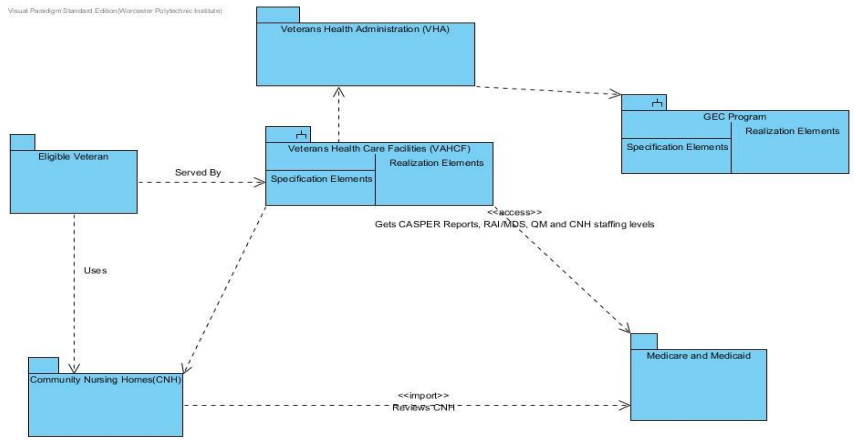 Visual Paradigm Standard Edition(Worcester Polytechnic Institute)
Veterans Health Administration (VHA)
GEC Program
Realization Elements
Specification Elements
Veterans Health Care Facilities (VAHCF)
Realization Elements
Specification Elements
Eligible Veteran
Served By
<<access>>
Gets CASPER Reports, RAI/MDS, QM and CNH staffing levels
Uses
Medicare and Medicaid
Community Nursing Homes(CNH)
<<import>>
Reviews CNH